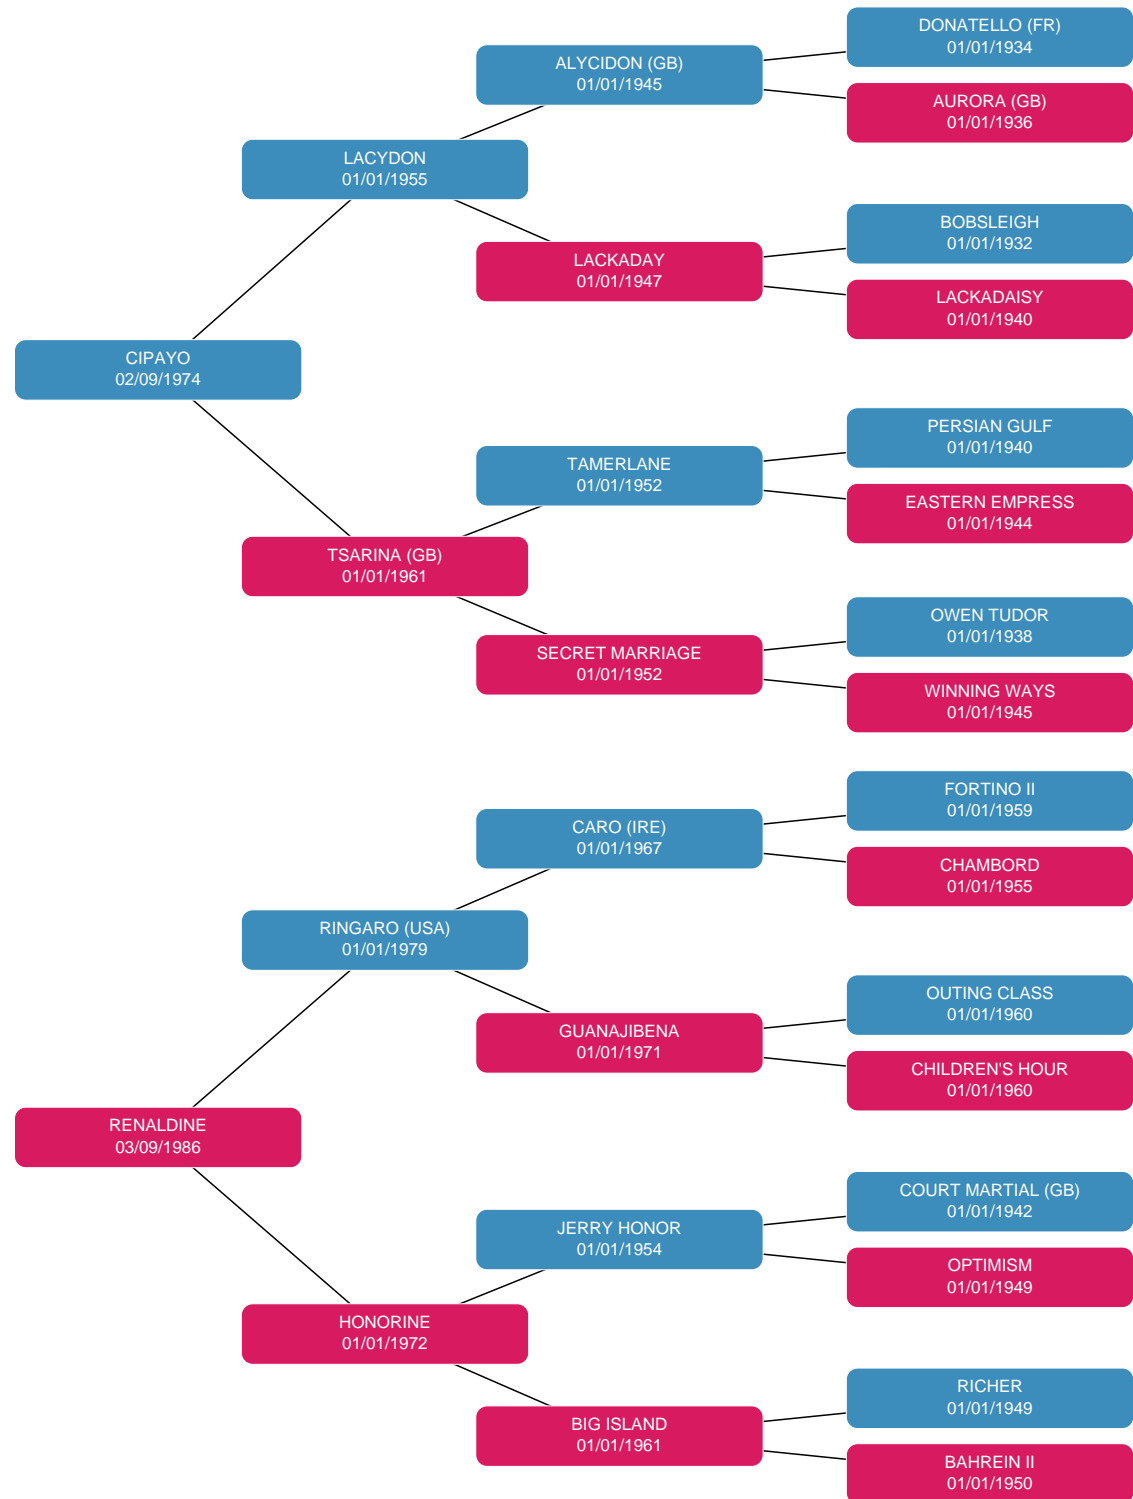 DONATELLO (FR)
01/01/1934
ALYCIDON (GB)
01/01/1945
AURORA (GB)
01/01/1936
LACYDON
01/01/1955
BOBSLEIGH
01/01/1932
LACKADAY
01/01/1947
LACKADAISY
01/01/1940
CIPAYO
02/09/1974
PERSIAN GULF
01/01/1940
TAMERLANE
01/01/1952
EASTERN EMPRESS
01/01/1944
TSARINA (GB)
01/01/1961
OWEN TUDOR
01/01/1938
SECRET MARRIAGE
01/01/1952
WINNING WAYS
01/01/1945
FORTINO II
01/01/1959
CARO (IRE)
01/01/1967
CHAMBORD
01/01/1955
RINGARO (USA)
01/01/1979
OUTING CLASS
01/01/1960
GUANAJIBENA
01/01/1971
CHILDREN'S HOUR
01/01/1960
RENALDINE
03/09/1986
COURT MARTIAL (GB)
01/01/1942
JERRY HONOR
01/01/1954
OPTIMISM
01/01/1949
HONORINE
01/01/1972
RICHER
01/01/1949
BIG ISLAND
01/01/1961
BAHREIN II
01/01/1950